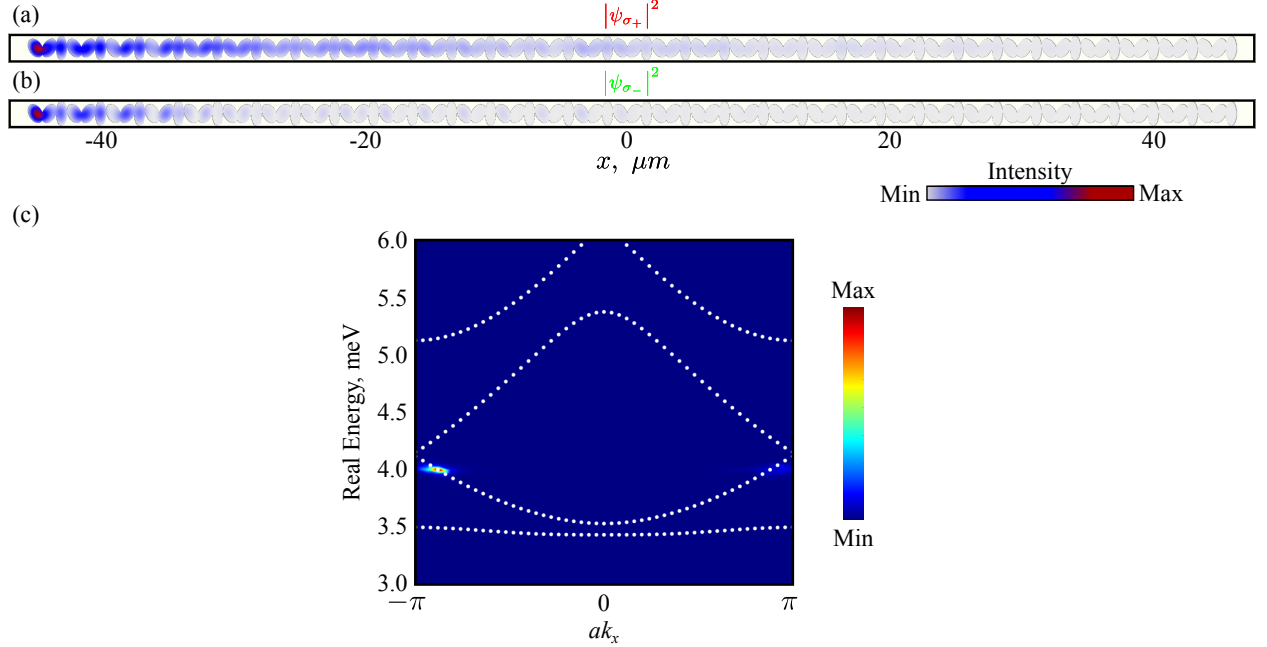 (a)
|ψσ+|²
(b)
|ψσ−|²
-40 -20 0 20 40
x, μm
Intensity
Min Max
(c)
6.0
5.5
5.0
4.5
4.0
3.5
3.0
Real Energy, meV
−π 0 π
akx
Max
Min